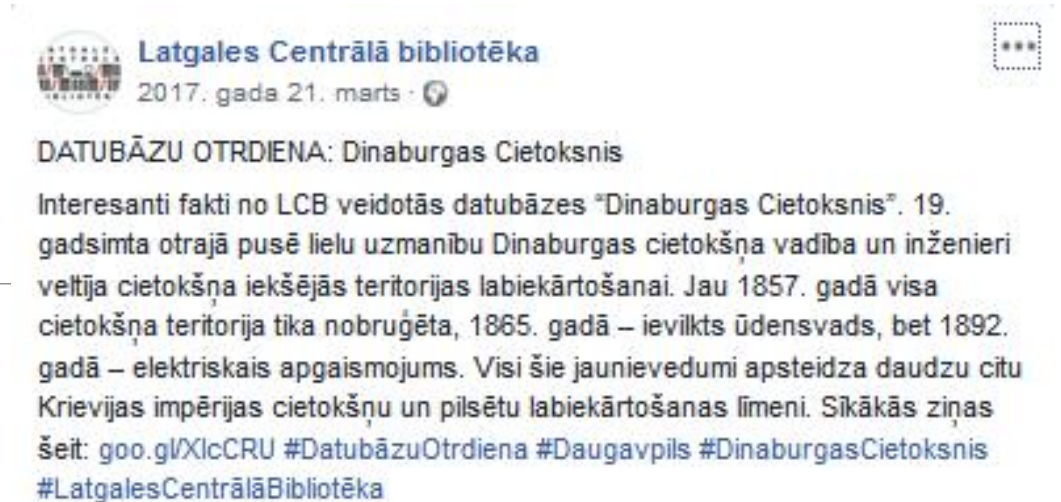 Latgales Centrālā bibliotēka
2017. gada 21. marts ·
DATUBĀZU OTRDIENA: Dinaburgas Cietoksnis
Interesanti fakti no LCB veidotās datubāzes “Dinaburgas Cietoksnis”. 19.
gadsimta otrajā pusē lielu uzmanību Dinaburgas cietokšņa vadība un inženieri
veltīja cietokšņa iekšējās teritorijas labiekārtošanai. Jau 1857. gadā visa
cietokšņa teritorija tika nobruģēta, 1865. gadā – ievilkts ūdensvads, bet 1892.
gadā – elektriskais apgaismojums. Visi šie jaunievedumi apsteidza daudzu citu
Krievijas impērijas cietokšņu un pilsētu labiekārtošanas līmeni. Sīkākās ziņas
šeit: goo.gl/XlcCRU #DatubāzuOtrdiena #Daugavpils #DinaburgasCietoksnis
#LatgalesCentrālāBibliotēka